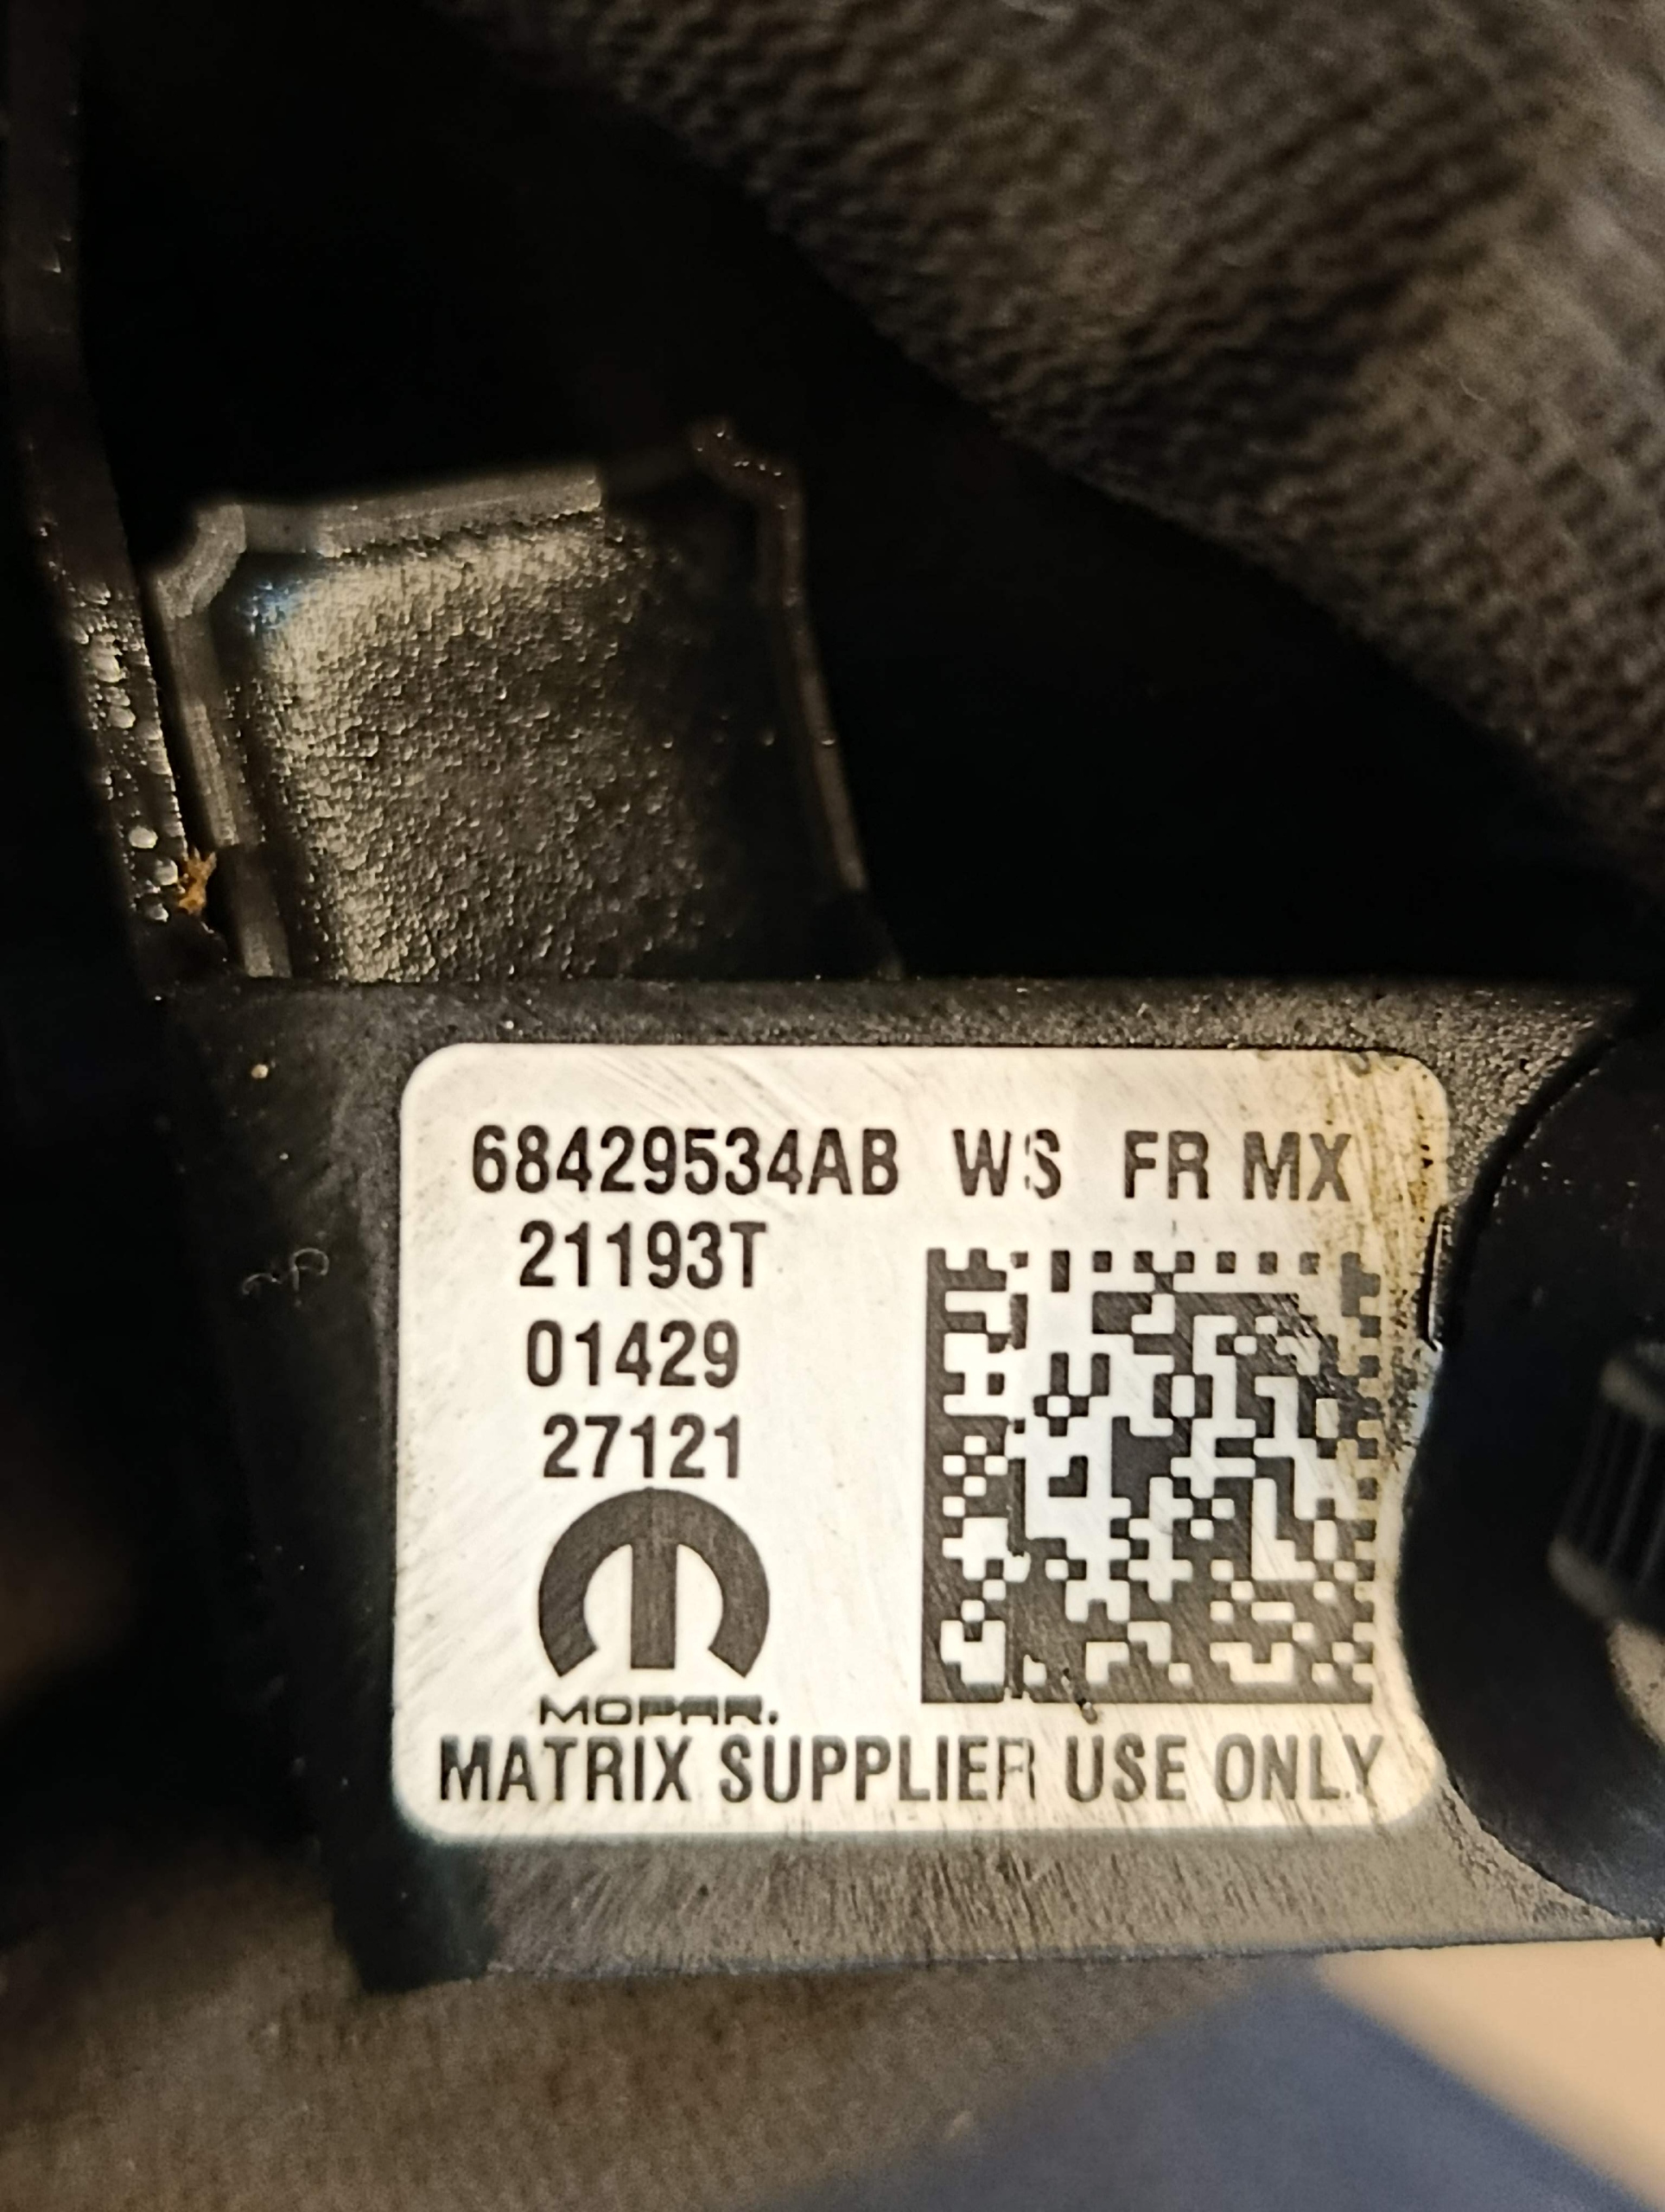 68429534AB WS FR MX
21193T
01429
27121
MOPAR.
MATRIX SUPPLIER USE ONLY